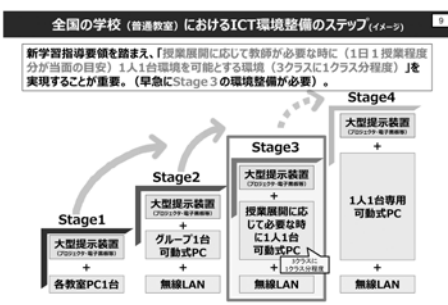 全国の学校（普通教室）におけるICT環境整備のステップ(イメージ)
9
新学習指導要領を踏まえ、「授業展開に応じて教師が必要な時に（1日1授業程度
分が当面の目安）1人1台環境を可能とする環境（3クラスに1クラス分程度）」を
実現することが重要。（早急にStage３の環境整備が必要）。
Stage1
大型提示装置
(プロジェクタ・電子黒板等)
+
各教室PC1台
Stage2
大型提示装置
(プロジェクタ・電子黒板等)
+
グループ1台
可動式PC
+
無線LAN
Stage3
大型提示装置
(プロジェクタ・電子黒板等)
+
授業展開に応
じて必要な時
に1人1台
可動式PC
3クラスに
1クラス分程度
+
無線LAN
Stage4
大型提示装置
(プロジェクタ・電子黒板等)
+
1人1台専用
可動式PC
+
無線LAN